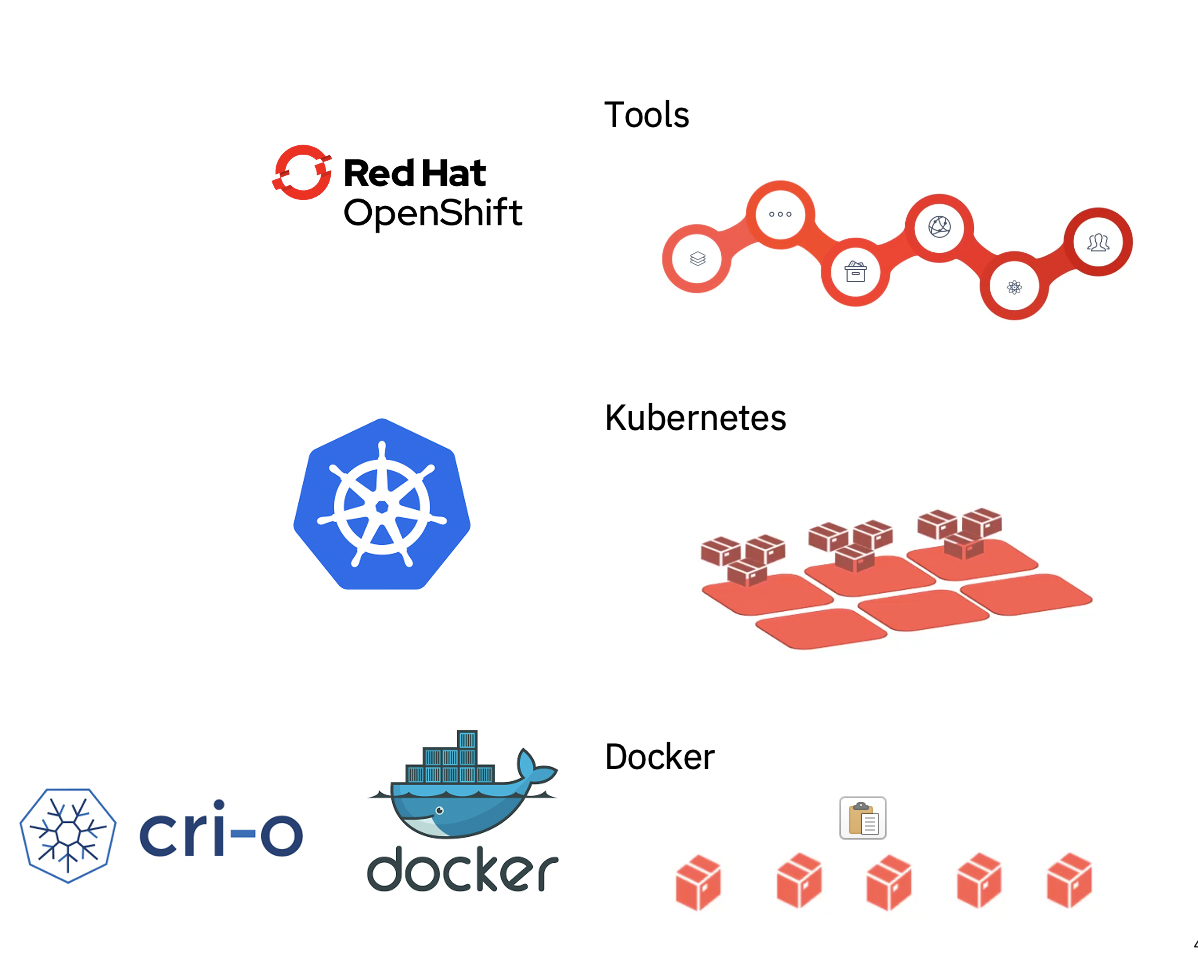 Tools
Red Hat
OpenShift
Kubernetes
Docker
cri-o
docker